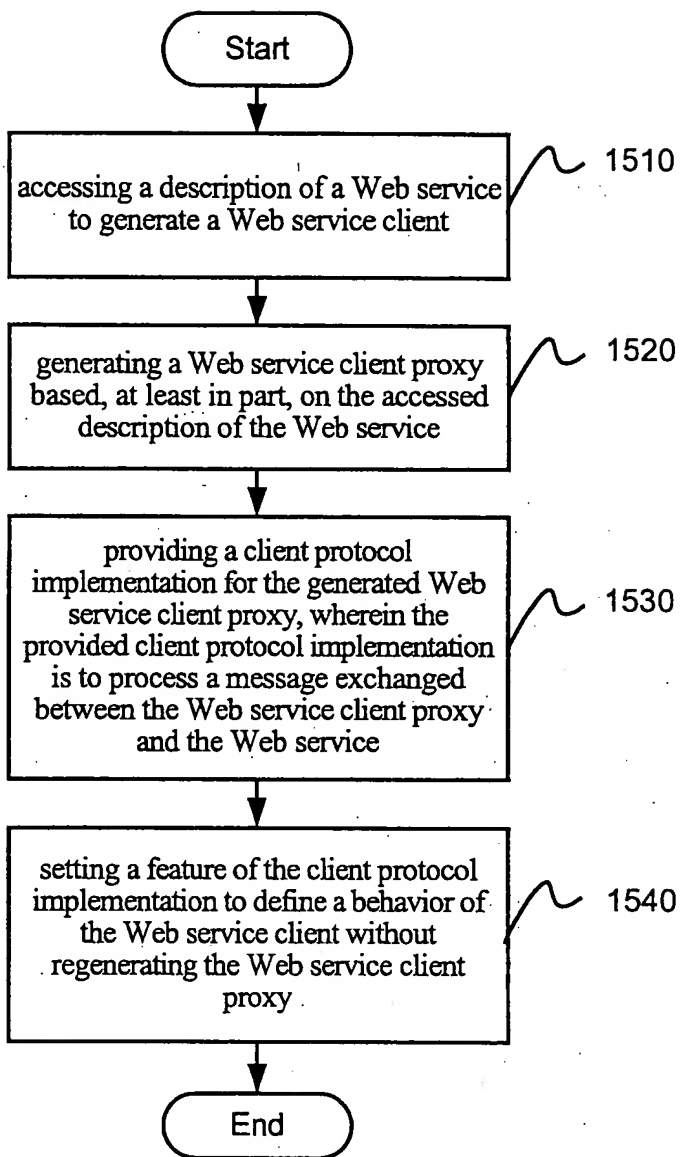 Start
accessing a description of a Web service
to generate a Web service client
1510
generating a Web service client proxy
based, at least in part, on the accessed
description of the Web service
1520
providing a client protocol
implementation for the generated Web
service client proxy, wherein the
provided client protocol implementation
is to process a message exchanged
between the Web service client proxy
and the Web service
1530
setting a feature of the client protocol
implementation to define a behavior of
the Web service client without
regenerating the Web service client
proxy
1540
End